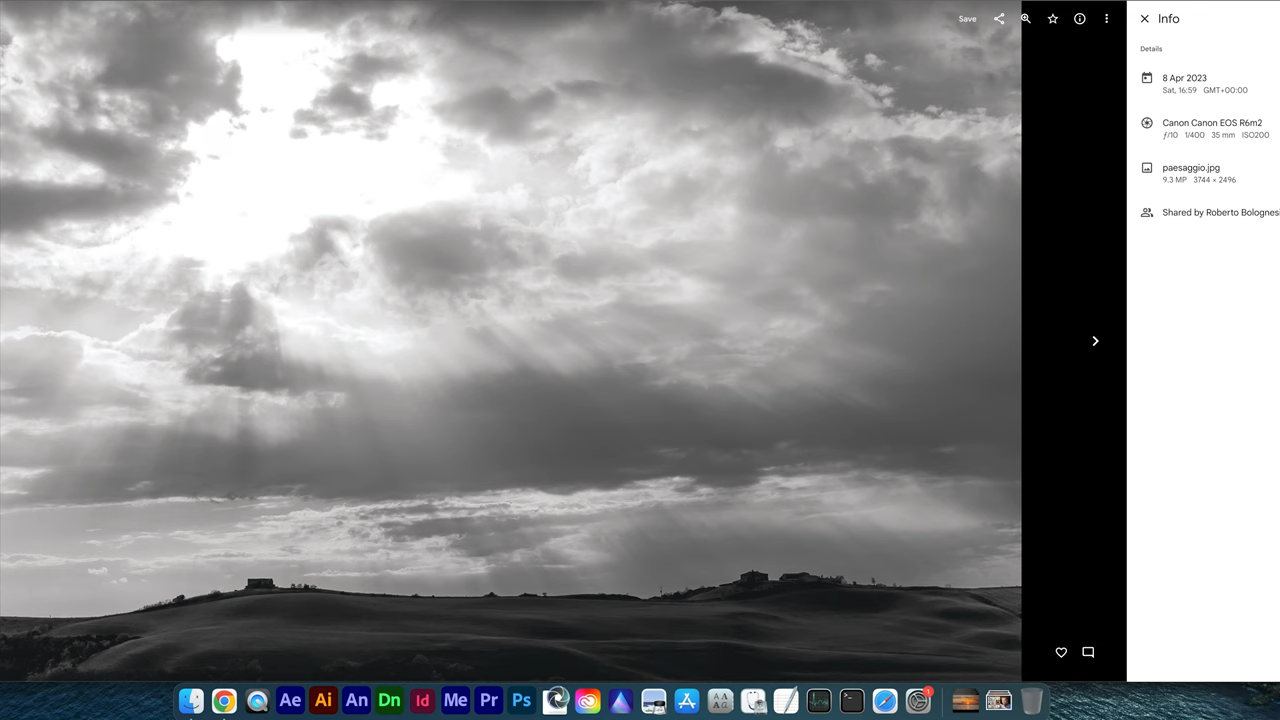 Save
Info
Details
8 Apr 2023
Sat, 16:59 GMT+00:00
Canon Canon EOS R6m2
ƒ/10 1/400 35 mm ISO200
paesaggio.jpg
9.3 MP 3744 × 2496
Shared by Roberto Bolognesi
Ae Ai An Dn Id Me Pr Ps
1